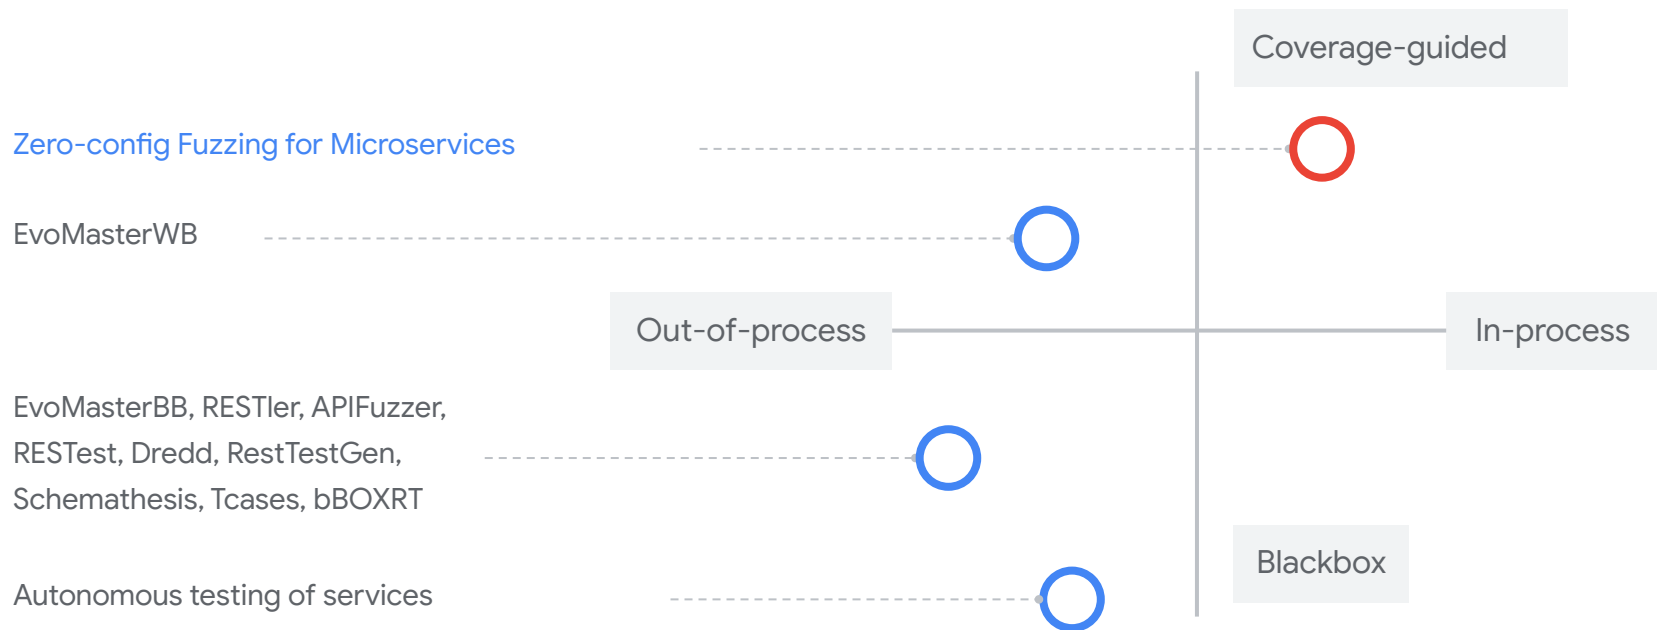 Coverage-guided
Zero-config Fuzzing for Microservices
EvoMasterWB
Out-of-process
In-process
EvoMasterBB, RESTler, APIFuzzer,
RESTest, Dredd, RestTestGen,
Schemathesis, Tcases, bBOXRT
Blackbox
Autonomous testing of services